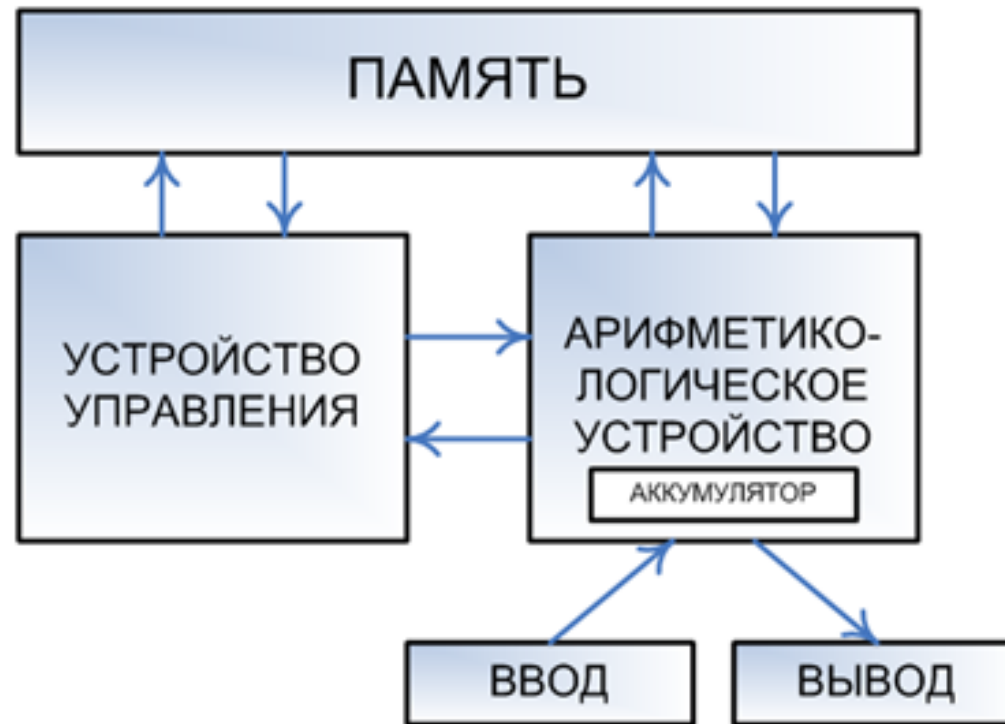 ПАМЯТЬ
УСТРОЙСТВО
УПРАВЛЕНИЯ
АРИФМЕТИКО-
ЛОГИЧЕСКОЕ
УСТРОЙСТВО
АККУМУЛЯТОР
ВВОД
ВЫВОД